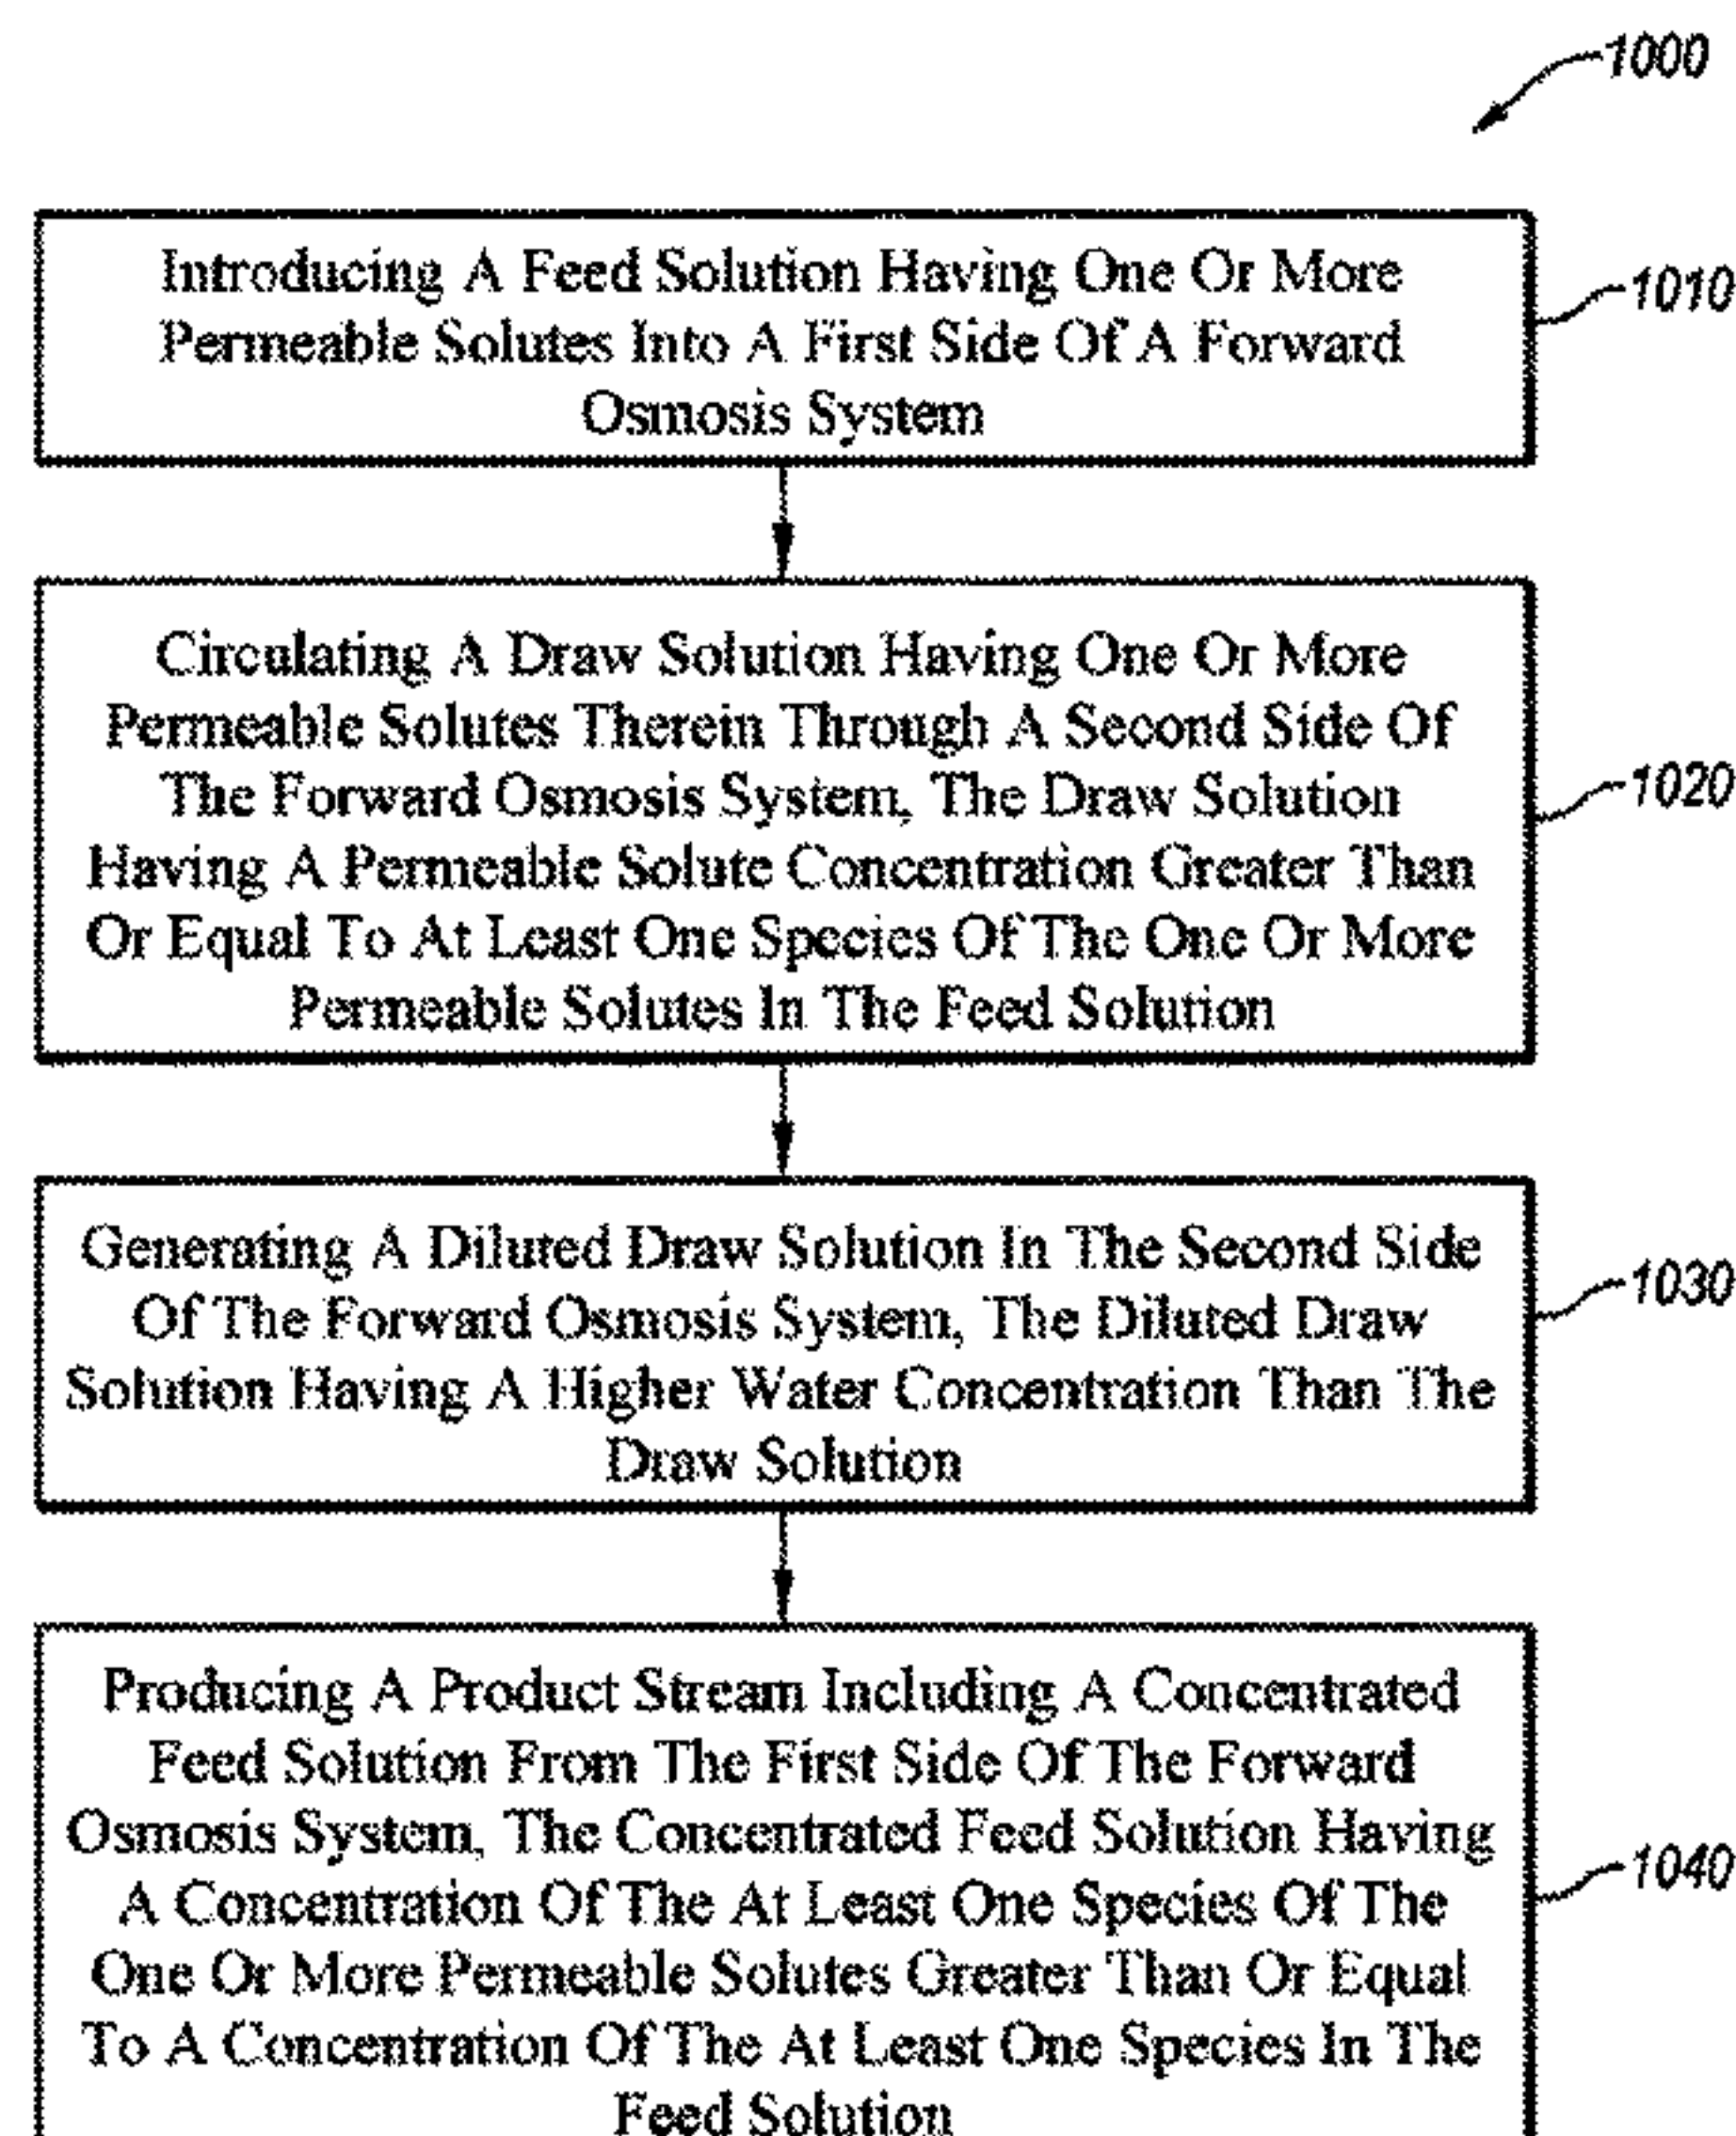 1000
Introducing A Feed Solution Having One Or More
Permeable Solutes Into A First Side Of A Forward
Osmosis System
1010
Circulating A Draw Solution Having One Or More
Permeable Solutes Therein Through A Second Side Of
The Forward Osmosis System, The Draw Solution
Having A Permeable Solute Concentration Greater Than
Or Equal To At Least One Species Of The One Or More
Permeable Solutes In The Feed Solution
1020
Generating A Diluted Draw Solution In The Second Side
Of The Forward Osmosis System, The Diluted Draw
Solution Having A Higher Water Concentration Than The
Draw Solution
1030
Producing A Product Stream Including A Concentrated
Feed Solution From The First Side Of The Forward
Osmosis System, The Concentrated Feed Solution Having
A Concentration Of The At Least One Species Of The
One Or More Permeable Solutes Greater Than Or Equal
To A Concentration Of The At Least One Species In The
Feed Solution
1040